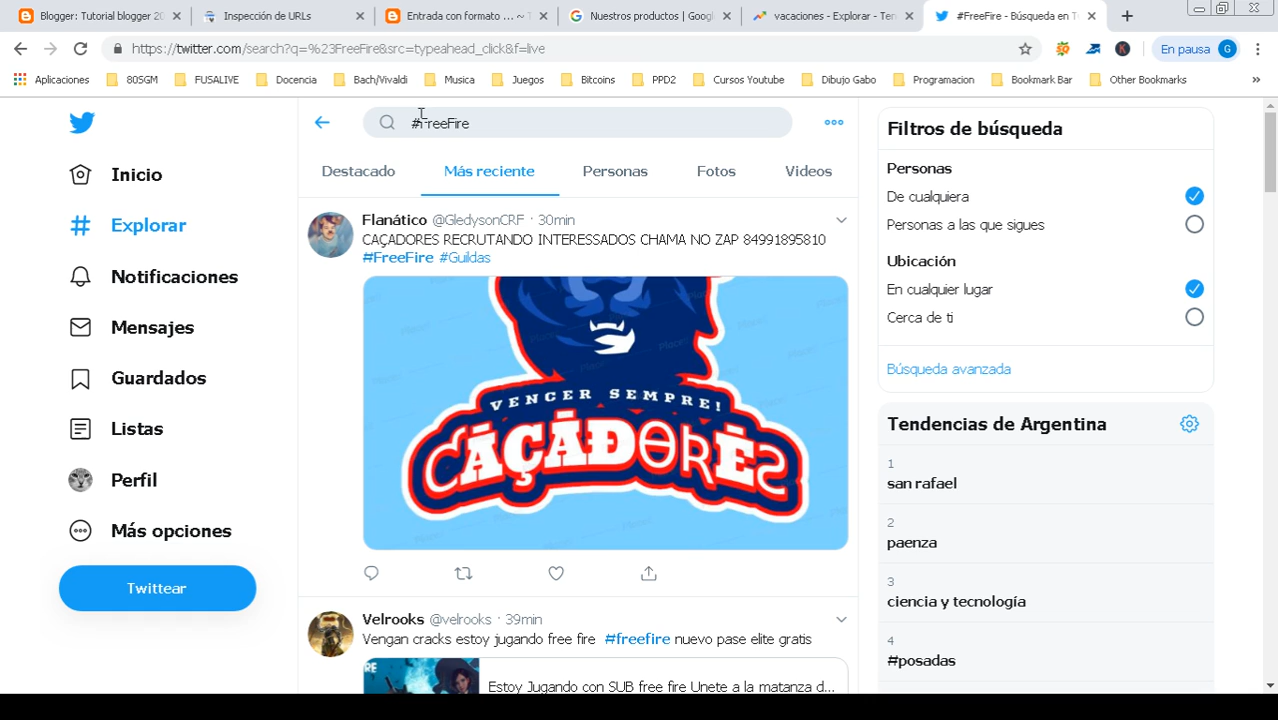 Blogger: Tutorial blogger 20
Inspección de URLs
Entrada con formato ... ~ T
Nuestros productos | Googl
vacaciones - Explorar - Ten
#FreeFire - Búsqueda en T
https://twitter.com/search?q=%23FreeFire&src=typeahead_click&f=live
En pausa
G
Aplicaciones
80SGM
FUSALIVE
Docencia
Bach/Vivaldi
Musica
Juegos
Bitcoins
PPD2
Cursos Youtube
Dibujo Gabo
Programacion
Bookmark Bar
Other Bookmarks
»
#FreeFire
Inicio
Explorar
Notificaciones
Mensajes
Guardados
Listas
Perfil
Más opciones
Twittear
Destacado
Más reciente
Personas
Fotos
Videos
Flanático @GledysonCRF · 30min
CAÇADORES RECRUTANDO INTERESSADOS CHAMA NO ZAP 84991895810
#FreeFire #Guildas
VENCER SEMPRE!
CAÇADORES
Velrooks @velrooks · 39min
Vengan cracks estoy jugando free fire #freefire nuevo pase elite gratis
RE
Estoy Jugando con SUB free fire Unete a la matanza d...
Filtros de búsqueda
Personas
De cualquiera
Personas a las que sigues
Ubicación
En cualquier lugar
Cerca de ti
Búsqueda avanzada
Tendencias de Argentina
1
san rafael
2
paenza
3
ciencia y tecnología
4
#posadas